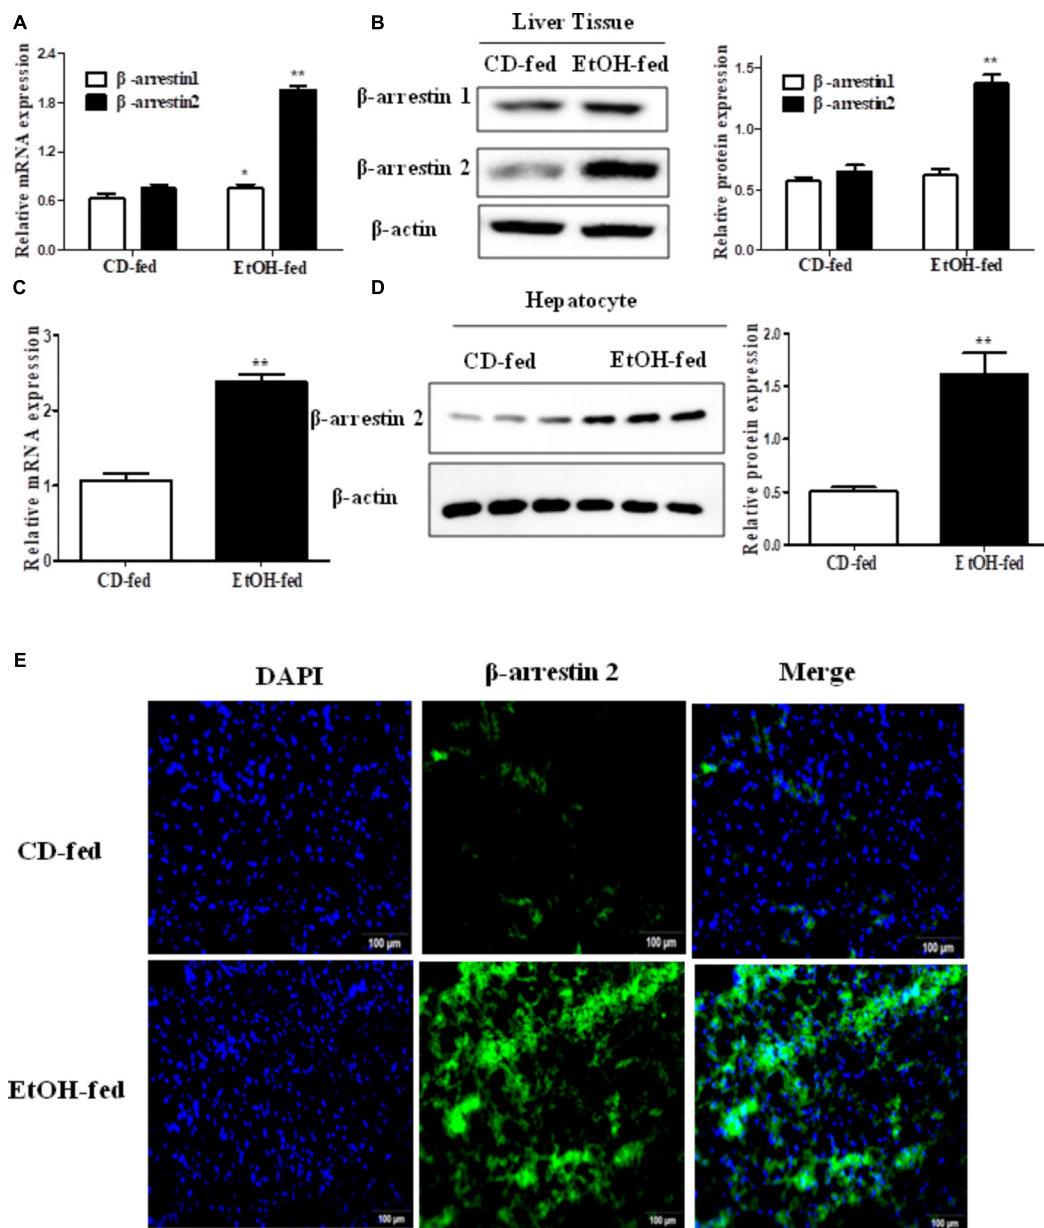 A
Relative mRNA expression
2.4
1.8
1.2
0.6
0.0
β-arrestin1
β-arrestin2
*
**
CD-fed
EtOH-fed
B
Liver Tissue
CD-fed EtOH-fed
β-arrestin 1
β-arrestin 2
β-actin
Relative protein expression
1.5
1.0
0.5
0.0
β-arrestin1
β-arrestin2
**
CD-fed
EtOH-fed
C
Relative mRNA expression
3
2
1
0
**
CD-fed
EtOH-fed
D
Hepatocyte
CD-fed
EtOH-fed
β-arrestin 2
β-actin
Relative protein expression
2.0
1.5
1.0
0.5
0.0
**
CD-fed
EtOH-fed
E
DAPI
β-arrestin 2
Merge
CD-fed
100 µm
100 µm
100 µm
EtOH-fed
100 µm
100 µm
100 µm